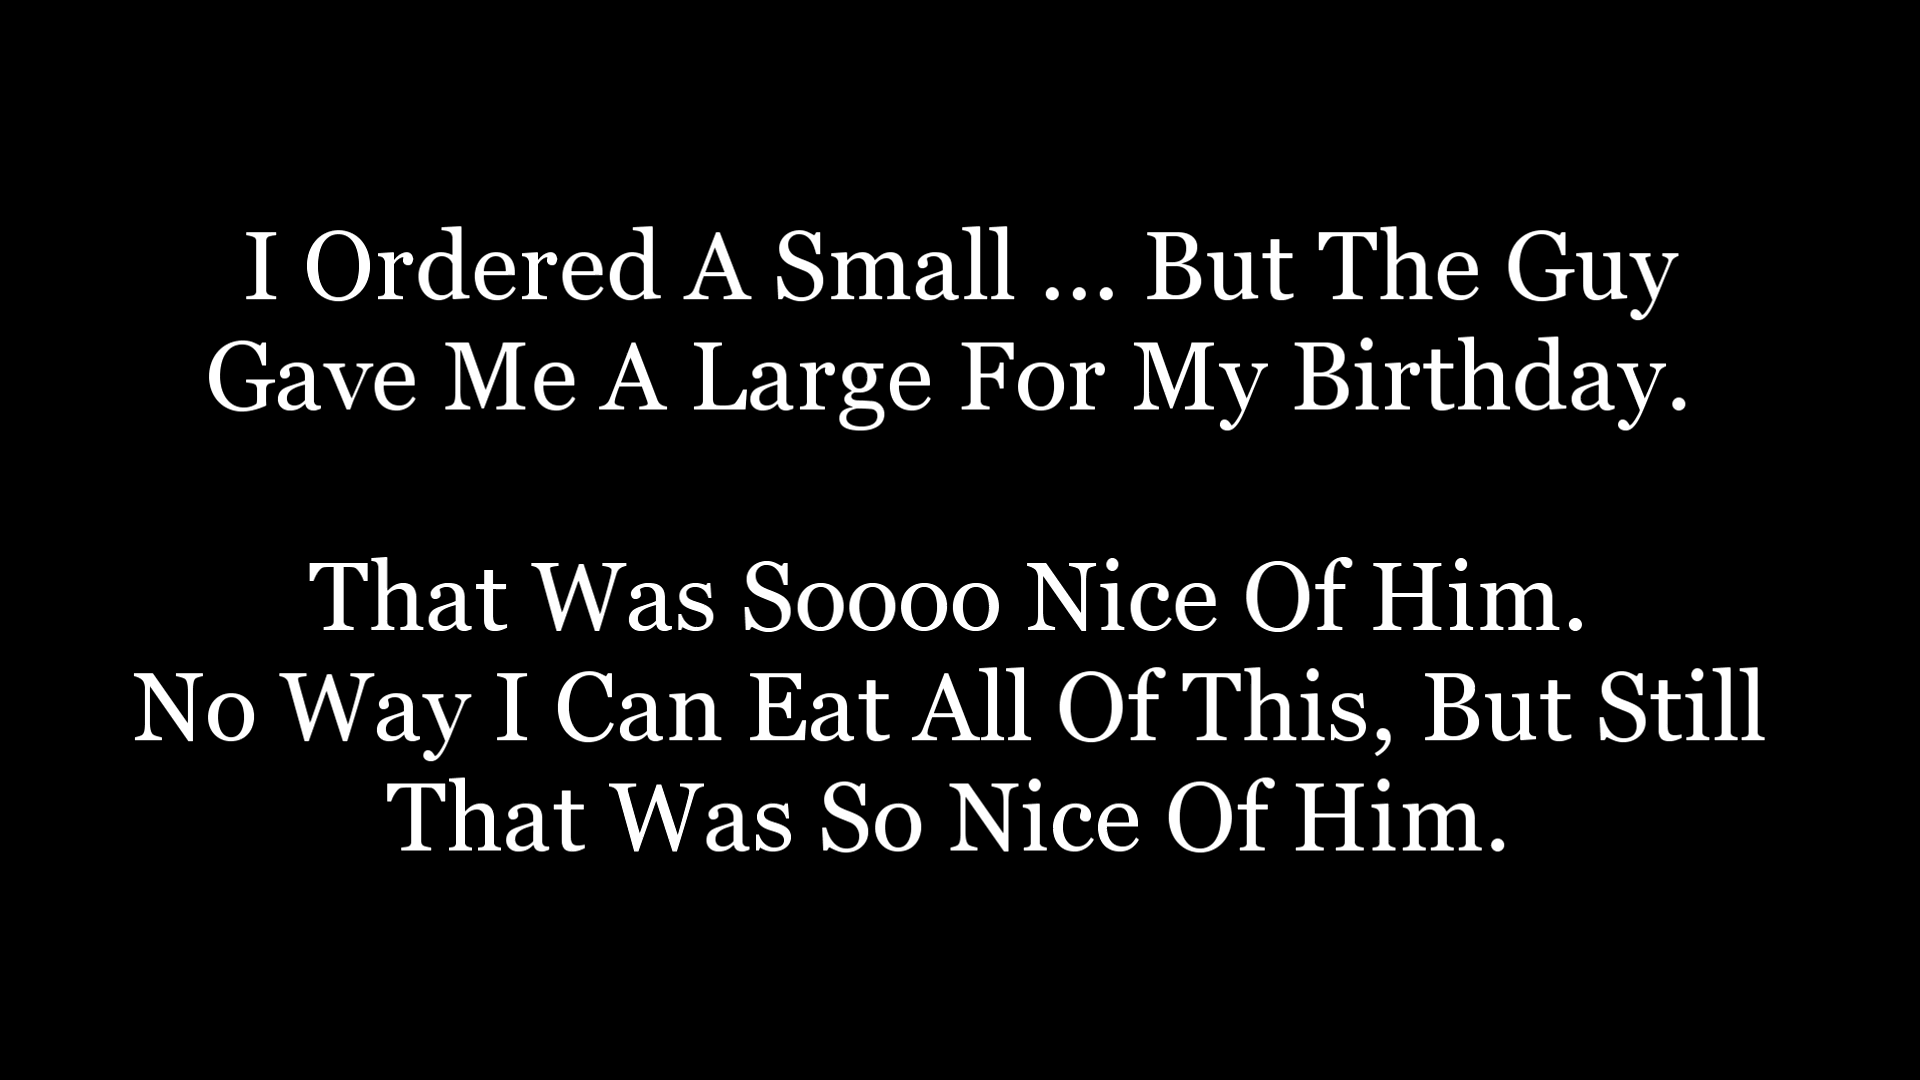 I Ordered A Small ... But The Guy
Gave Me A Large For My Birthday.
That Was Soooo Nice Of Him.
No Way I Can Eat All Of This, But Still
That Was So Nice Of Him.